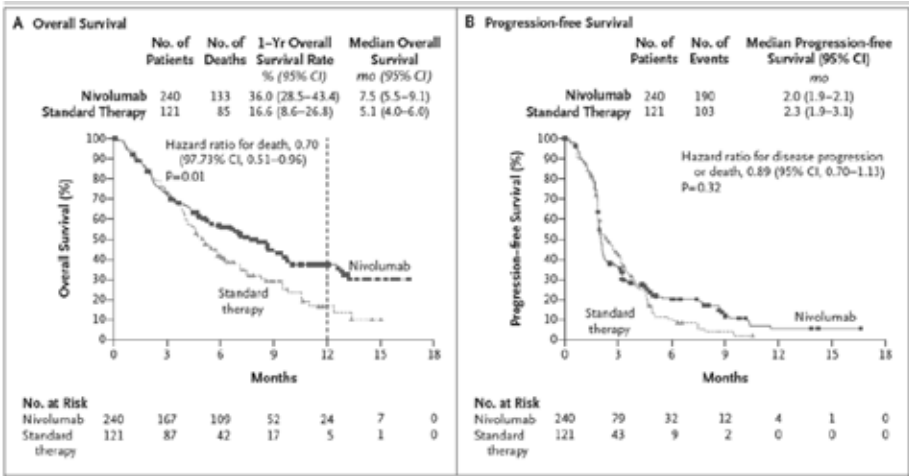 A Overall Survival
No. of Patients No. of Deaths 1–Yr Overall Survival Rate Median Overall Survival
% (95% CI) mo (95% CI)
Nivolumab 240 133 36.0 (28.5–43.4) 7.5 (5.5–9.1)
Standard Therapy 121 85 16.6 (8.6–26.8) 5.1 (4.0–6.0)
Hazard ratio for death, 0.70
(97.73% CI, 0.51–0.96)
P=0.01
Overall Survival (%)
100
90
80
70
60
50
40
30
20
10
0
Nivolumab
Standard
therapy
0 3 6 9 12 15 18
Months
No. at Risk
Nivolumab 240 167 109 52 24 7 0
Standard therapy 121 87 42 17 5 1 0
B Progression-free Survival
No. of Patients No. of Events Median Progression-free Survival (95% CI)
mo
Nivolumab 240 190 2.0 (1.9–2.1)
Standard Therapy 121 103 2.3 (1.9–3.1)
Hazard ratio for disease progression
or death, 0.89 (95% CI, 0.70–1.13)
P=0.32
Progression-free Survival (%)
100
90
80
70
60
50
40
30
20
10
0
Standard
therapy
Nivolumab
0 3 6 9 12 15 18
Months
No. at Risk
Nivolumab 240 79 32 12 4 1 0
Standard therapy 121 43 9 2 0 0 0